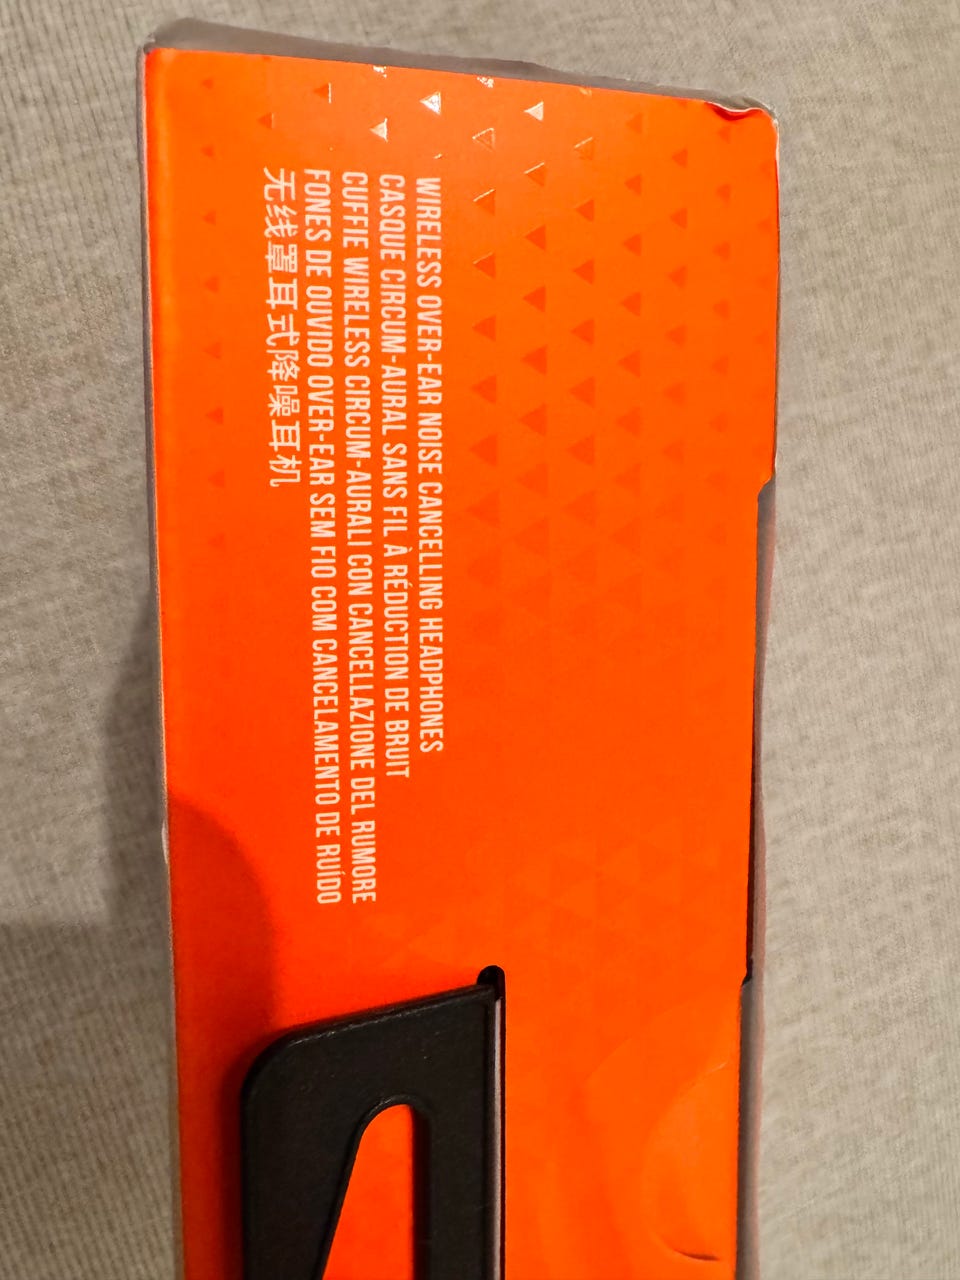 WIRELESS OVER-EAR NOISE CANCELLING HEADPHONES
CASQUE CIRCUM-AURAL SANS FIL À RÉDUCTION DE BRUIT
CUFFIE WIRELESS CIRCUM-AURALI CON CANCELLAZIONE DEL RUMORE
FONES DE OUVIDO OVER-EAR SEM FIO COM CANCELAMENTO DE RUÍDO
无线罩耳式降噪耳机